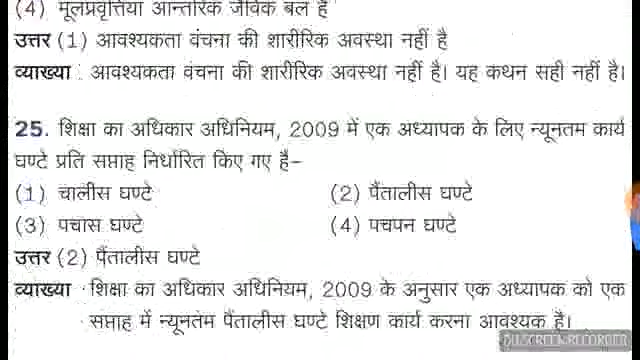 (4) मूलप्रवृत्तिया आन्तरिक जैविक बल हैं
उत्तर (1) आवश्यकता वंचना की शारीरिक अवस्था नहीं है
व्याख्या : आवश्यकता वंचना की शारीरिक अवस्था नहीं है। यह कथन सही नहीं है।
25. शिक्षा का अधिकार अधिनियम, 2009 में एक अध्यापक के लिए न्यूनतम कार्य
घण्टे प्रति सप्ताह निर्धारित किए गए है–
(1) चालीस घण्टे (2) पैंतालीस घण्टे
(3) पचास घण्टे (4) पचपन घण्टे
उत्तर (2) पैंतालीस घण्टे
व्याख्या : शिक्षा का अधिकार अधिनियम, 2009 के अनुसार एक अध्यापक को एक
सप्ताह में न्यूनतम पैंतालीस घण्टे शिक्षण कार्य करना आवश्यक है।
DU SCREEN RECORDER